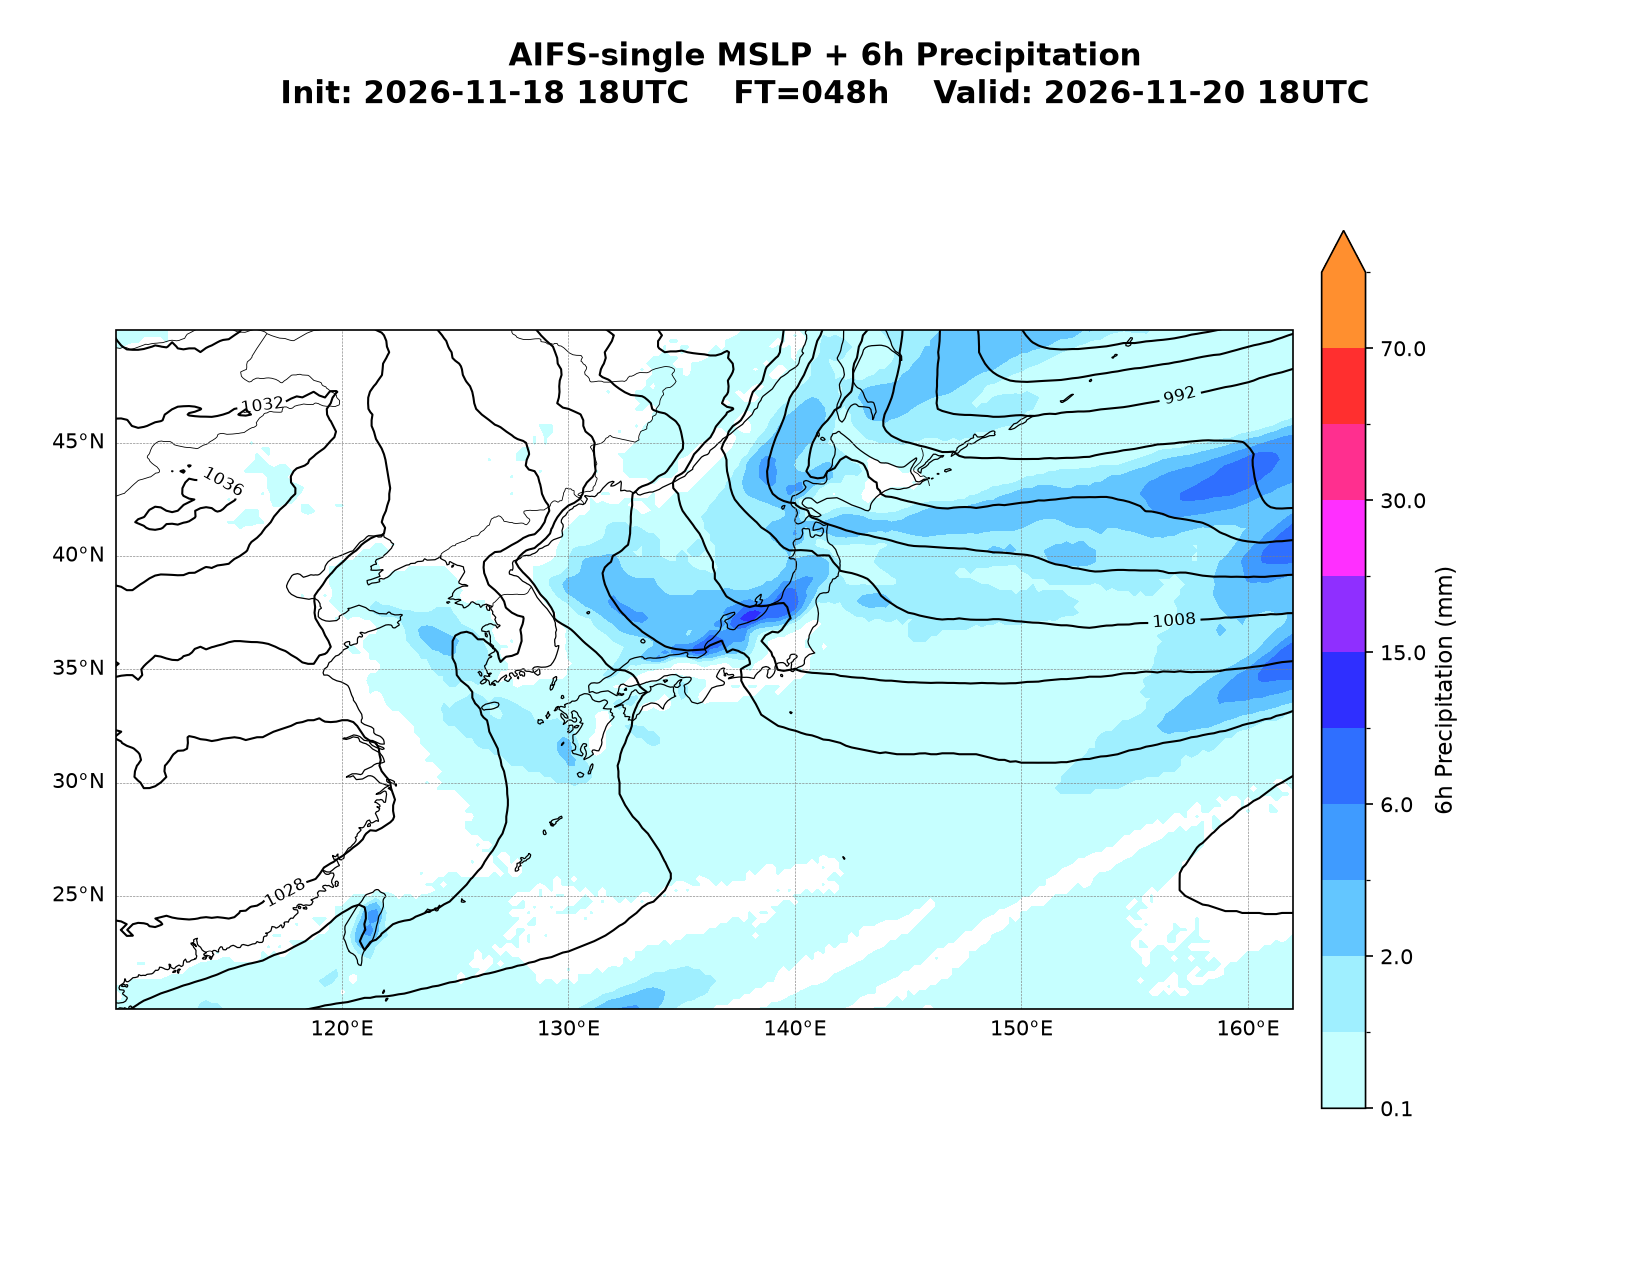 AIFS-single MSLP + 6h Precipitation
Init: 2026-11-18 18UTC    FT=048h    Valid: 2026-11-20 18UTC
45°N
40°N
35°N
30°N
25°N
120°E
130°E
140°E
150°E
160°E
1032
1036
992
1008
1028
70.0
30.0
15.0
6.0
2.0
0.1
6h Precipitation (mm)